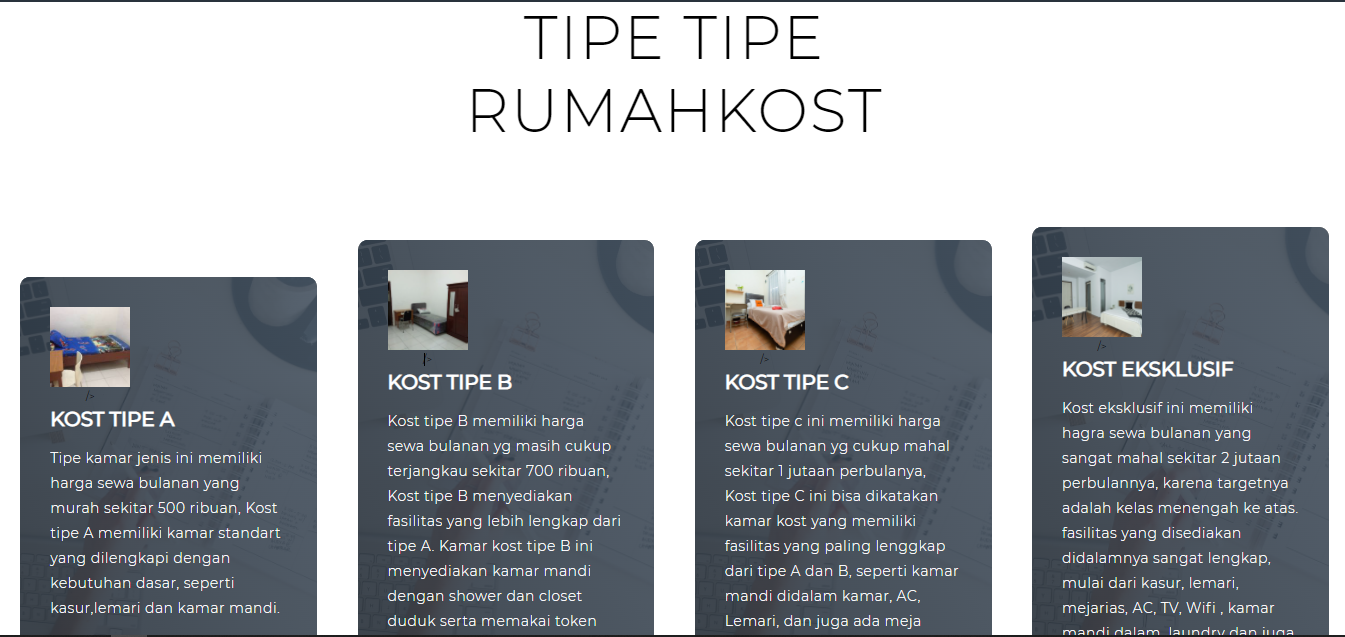 TIPE TIPE
RUMAHKOST
/>
KOST TIPE A
Tipe kamar jenis ini memiliki
harga sewa bulanan yang
murah sekitar 500 ribuan, Kost
tipe A memiliki kamar standart
yang dilengkapi dengan
kebutuhan dasar, seperti
kasur,lemari dan kamar mandi.
/>
KOST TIPE B
Kost tipe B memiliki harga
sewa bulanan yg masih cukup
terjangkau sekitar 700 ribuan,
Kost tipe B menyediakan
fasilitas yang lebih lengkap dari
tipe A. Kamar kost tipe B ini
menyediakan kamar mandi
dengan shower dan closet
duduk serta memakai token
/>
KOST TIPE C
Kost tipe c ini memiliki harga
sewa bulanan yg cukup mahal
sekitar 1 jutaan perbulanya,
Kost tipe C ini bisa dikatakan
kamar kost yang memiliki
fasilitas yang paling lenggkap
dari tipe A dan B, seperti kamar
mandi didalam kamar, AC,
Lemari, dan juga ada meja
/>
KOST EKSKLUSIF
Kost eksklusif ini memiliki
hagra sewa bulanan yang
sangat mahal sekitar 2 jutaan
perbulannya, karena targetnya
adalah kelas menengah ke atas.
fasilitas yang disediakan
didalamnya sangat lengkap,
mulai dari kasur, lemari,
mejarias, AC, TV, Wifi , kamar
mandi dalam, laundry dan juga